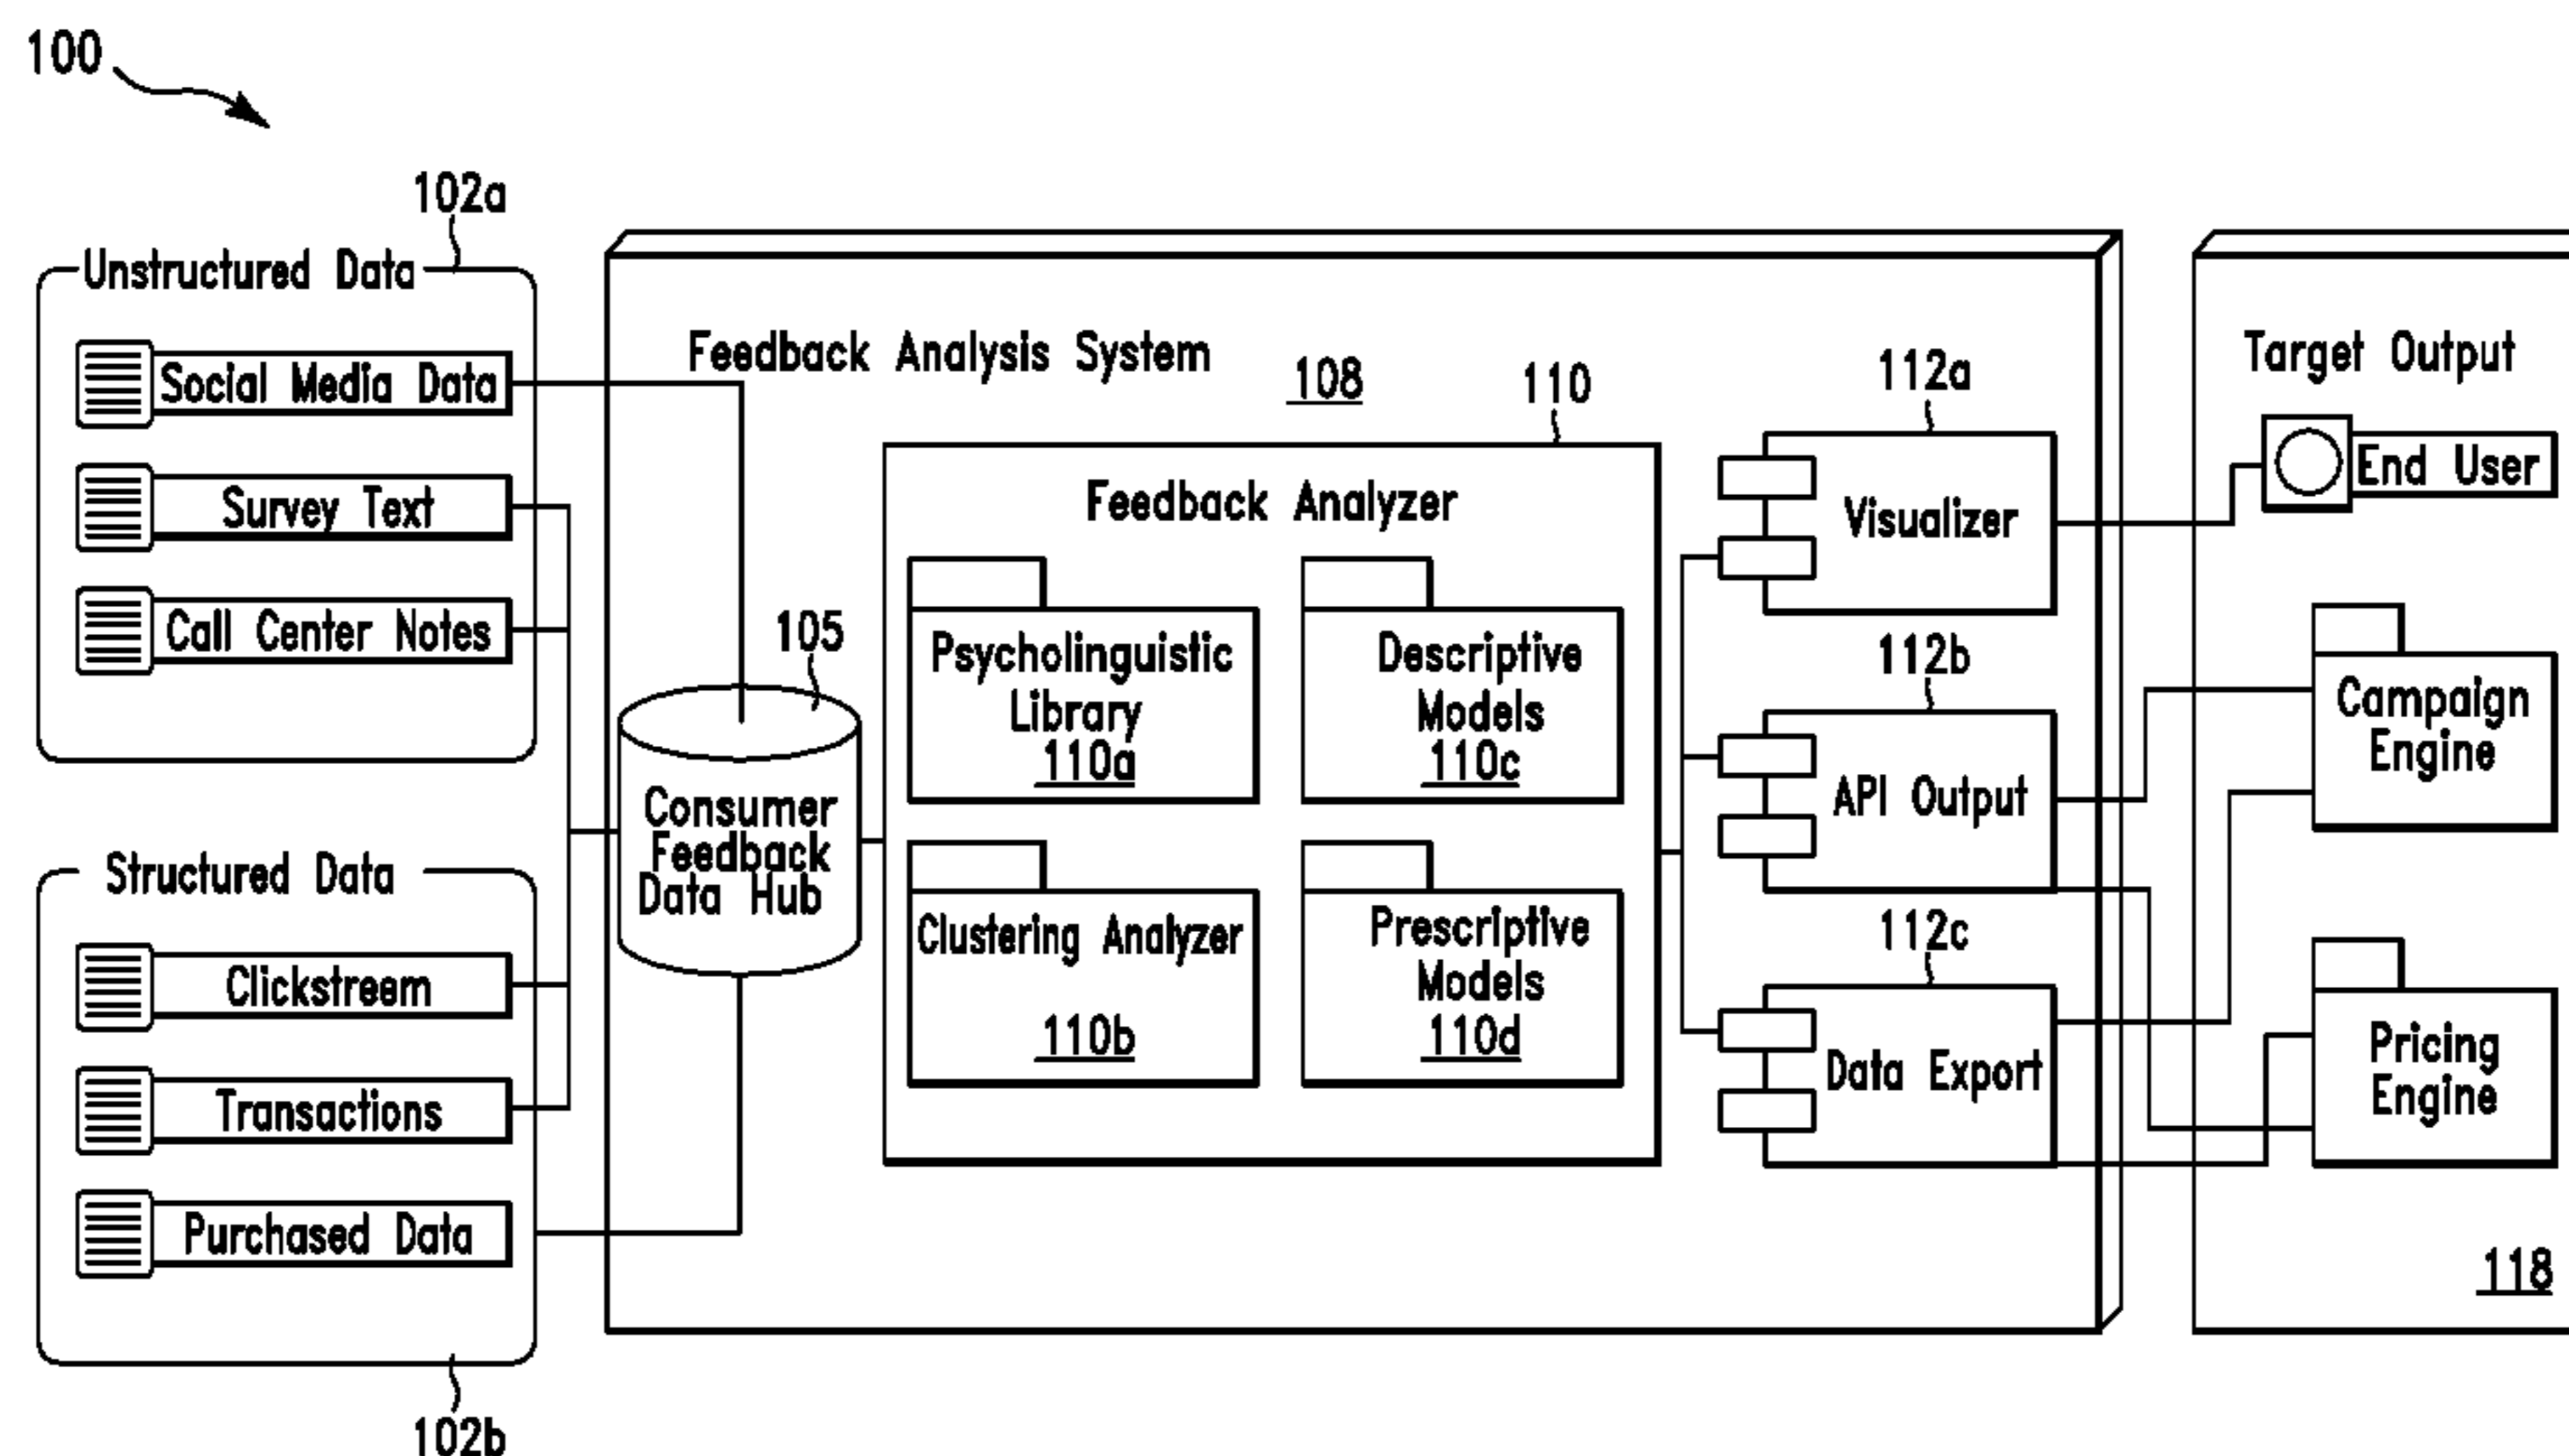 100
102a
Unstructured Data
Social Media Data
Survey Text
Call Center Notes
Structured Data
Clickstreem
Transactions
Purchased Data
102b
Feedback Analysis System
108
105
Consumer
Feedback
Data Hub
110
Feedback Analyzer
Psycholinguistic
Library
110a
Descriptive
Models
110c
Clustering Analyzer
110b
Prescriptive
Models
110d
112a
Visualizer
112b
API Output
112c
Data Export
Target Output
End User
Campaign
Engine
Pricing
Engine
118